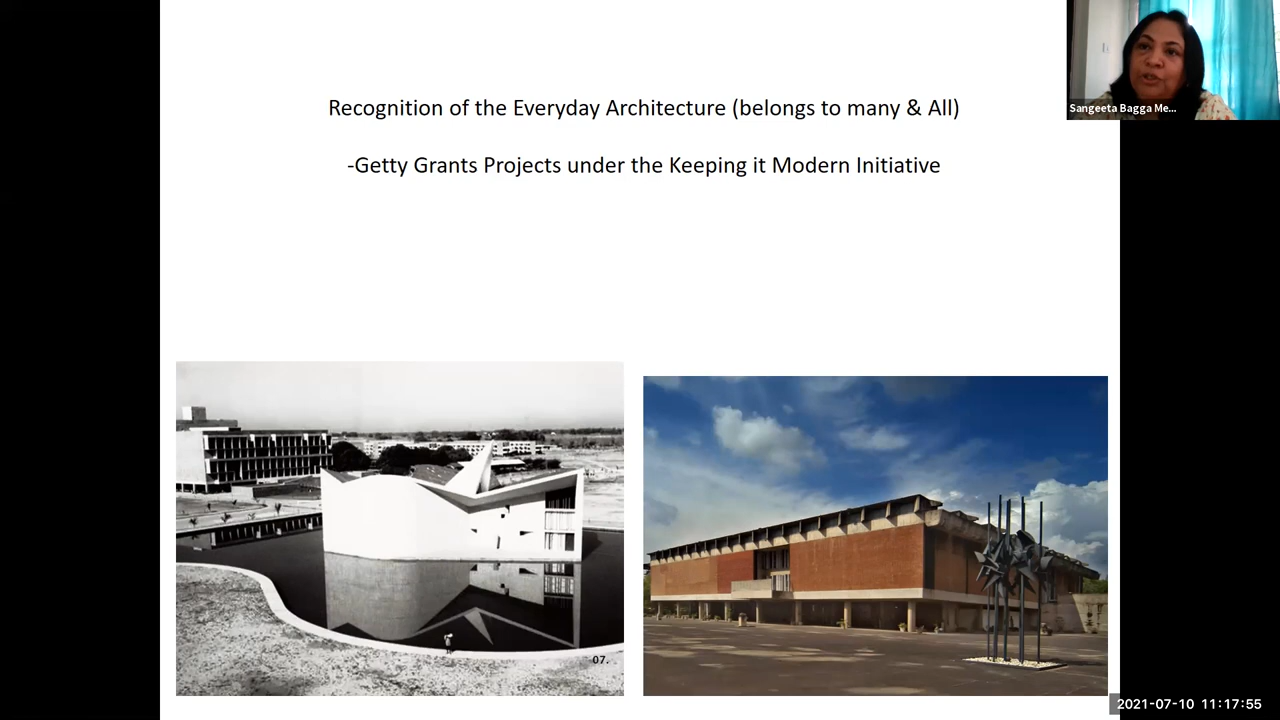 Recognition of the Everyday Architecture (belongs to many & All)
-Getty Grants Projects under the Keeping it Modern Initiative
Sangeeta Bagga Me...
07.
2021-07-10 11:17:55